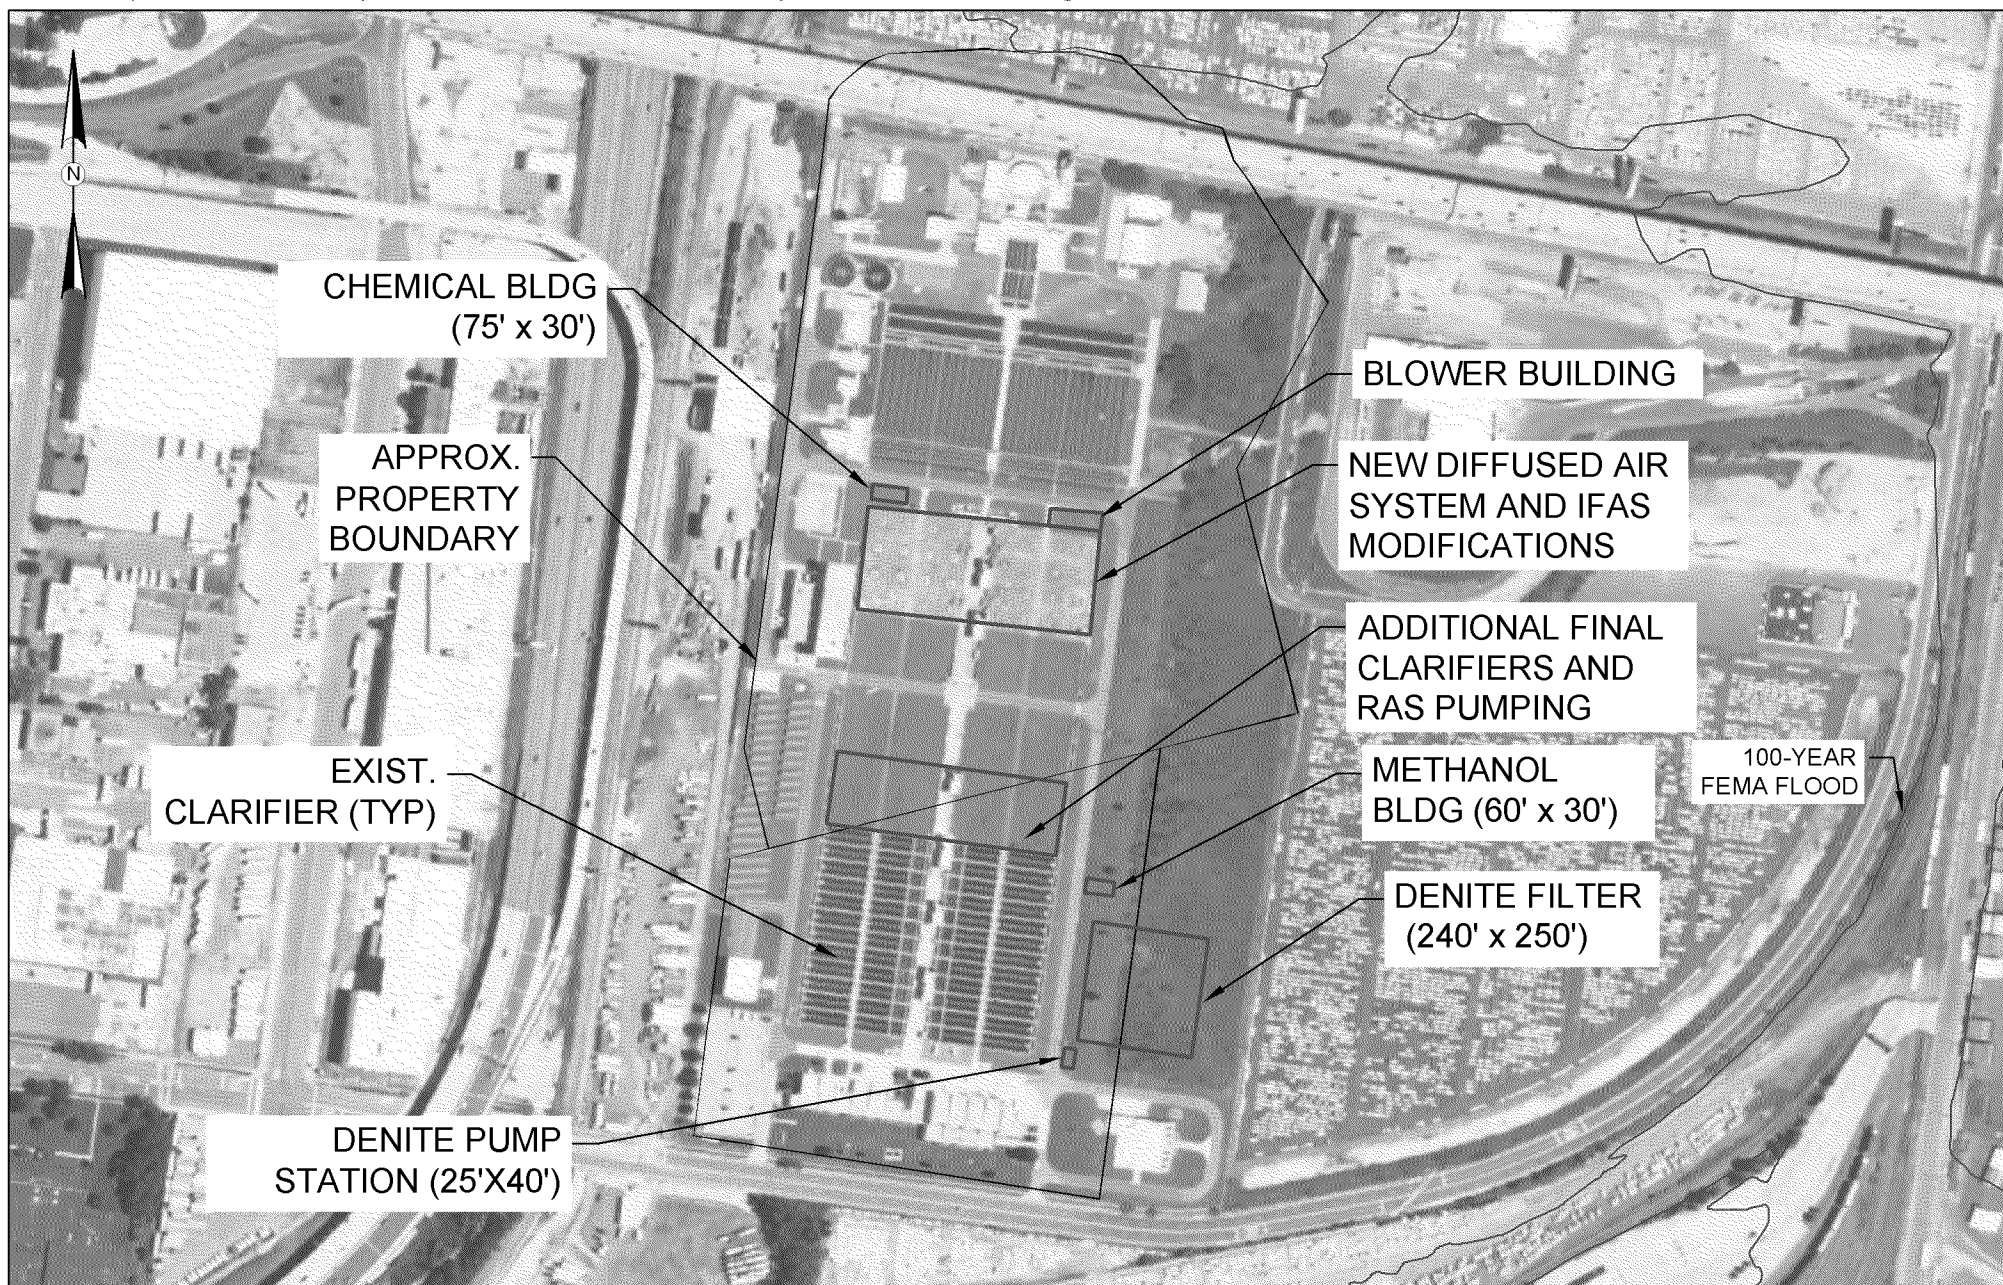 N
CHEMICAL BLDG
(75' x 30')
BLOWER BUILDING
APPROX.
PROPERTY
BOUNDARY
NEW DIFFUSED AIR
SYSTEM AND IFAS
MODIFICATIONS
ADDITIONAL FINAL
CLARIFIERS AND
RAS PUMPING
EXIST.
CLARIFIER (TYP)
100-YEAR
FEMA FLOOD
METHANOL
BLDG (60' x 30')
DENITE FILTER
(240' x 250')
DENITE PUMP
STATION (25'X40')